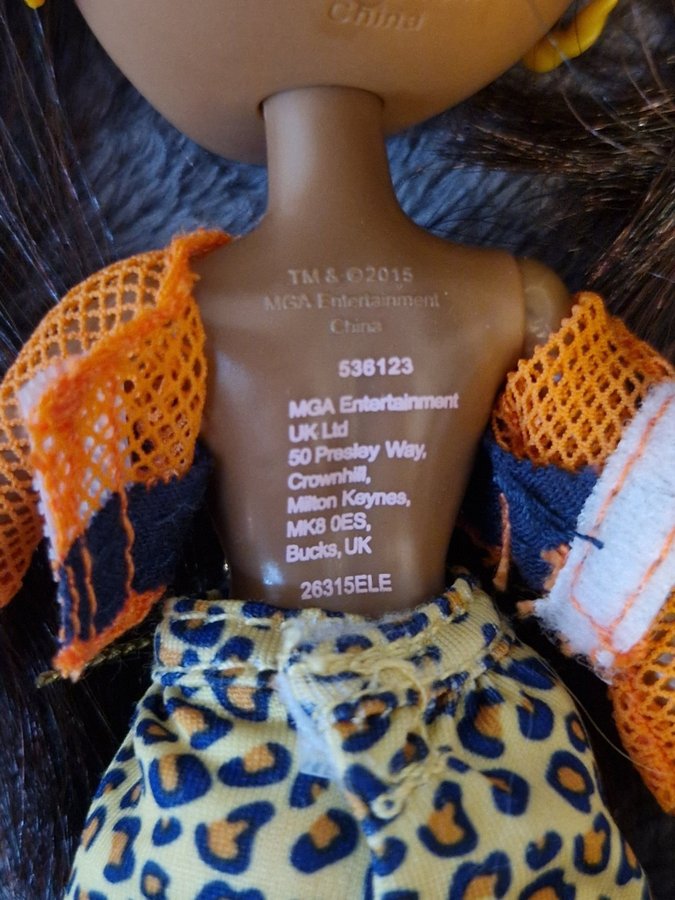 China
TM & ©2015
MGA Entertainment
China
536123
MGA Entertainment
UK Ltd
50 Presley Way,
Crownhill,
Milton Keynes,
MK8 0ES,
Bucks, UK
26315ELE